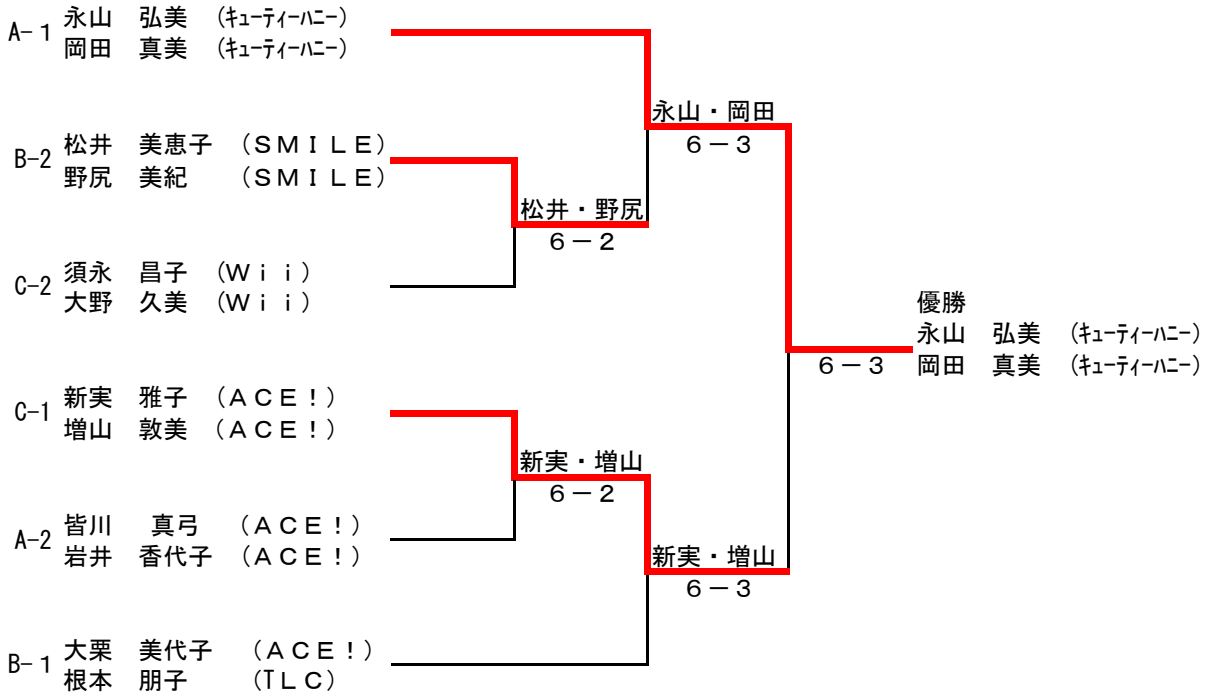 A-1 永山　弘美　(ｷｭｰﾃｨｰﾊﾆｰ)
岡田　真美　(ｷｭｰﾃｨｰﾊﾆｰ)
永山・岡田
6－3
B-2 松井　美恵子　(ＳＭＩＬＥ)
野尻　美紀　　(ＳＭＩＬＥ)
松井・野尻
6－2
C-2 須永　昌子　(Ｗｉｉ)
大野　久美　(Ｗｉｉ)
優勝
永山　弘美　(ｷｭｰﾃｨｰﾊﾆｰ)
岡田　真美　(ｷｭｰﾃｨｰﾊﾆｰ)
6－3
C-1 新実　雅子　(ＡＣＥ！)
増山　敦美　(ＡＣＥ！)
新実・増山
6－2
A-2 皆川　真弓　(ＡＣＥ！)
岩井　香代子　(ＡＣＥ！)
新実・増山
6－3
B-1 大栗　美代子　(ＡＣＥ！)
根本　朋子　　(ＴＬＣ)